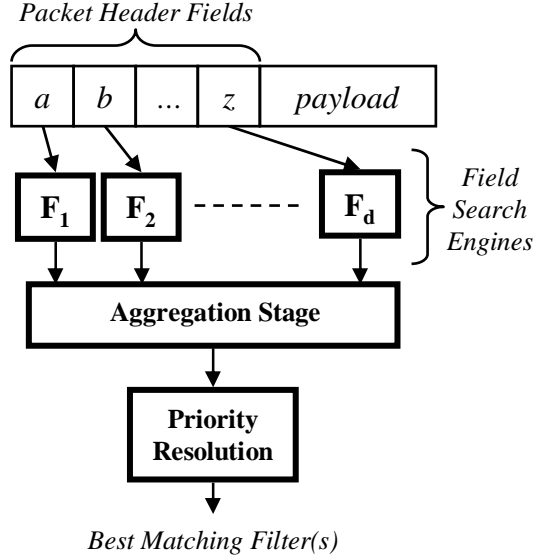 Packet Header Fields
a b ... z payload
F1 F2 Fd
Field
Search
Engines
Aggregation Stage
Priority
Resolution
Best Matching Filter(s)